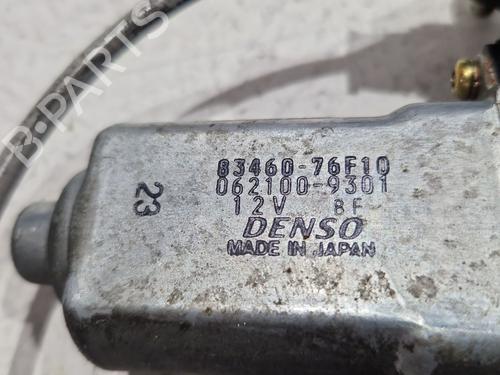 B-PARTS
83460-76F10
062100-9301
12V BF
DENSO
MADE IN JAPAN
23